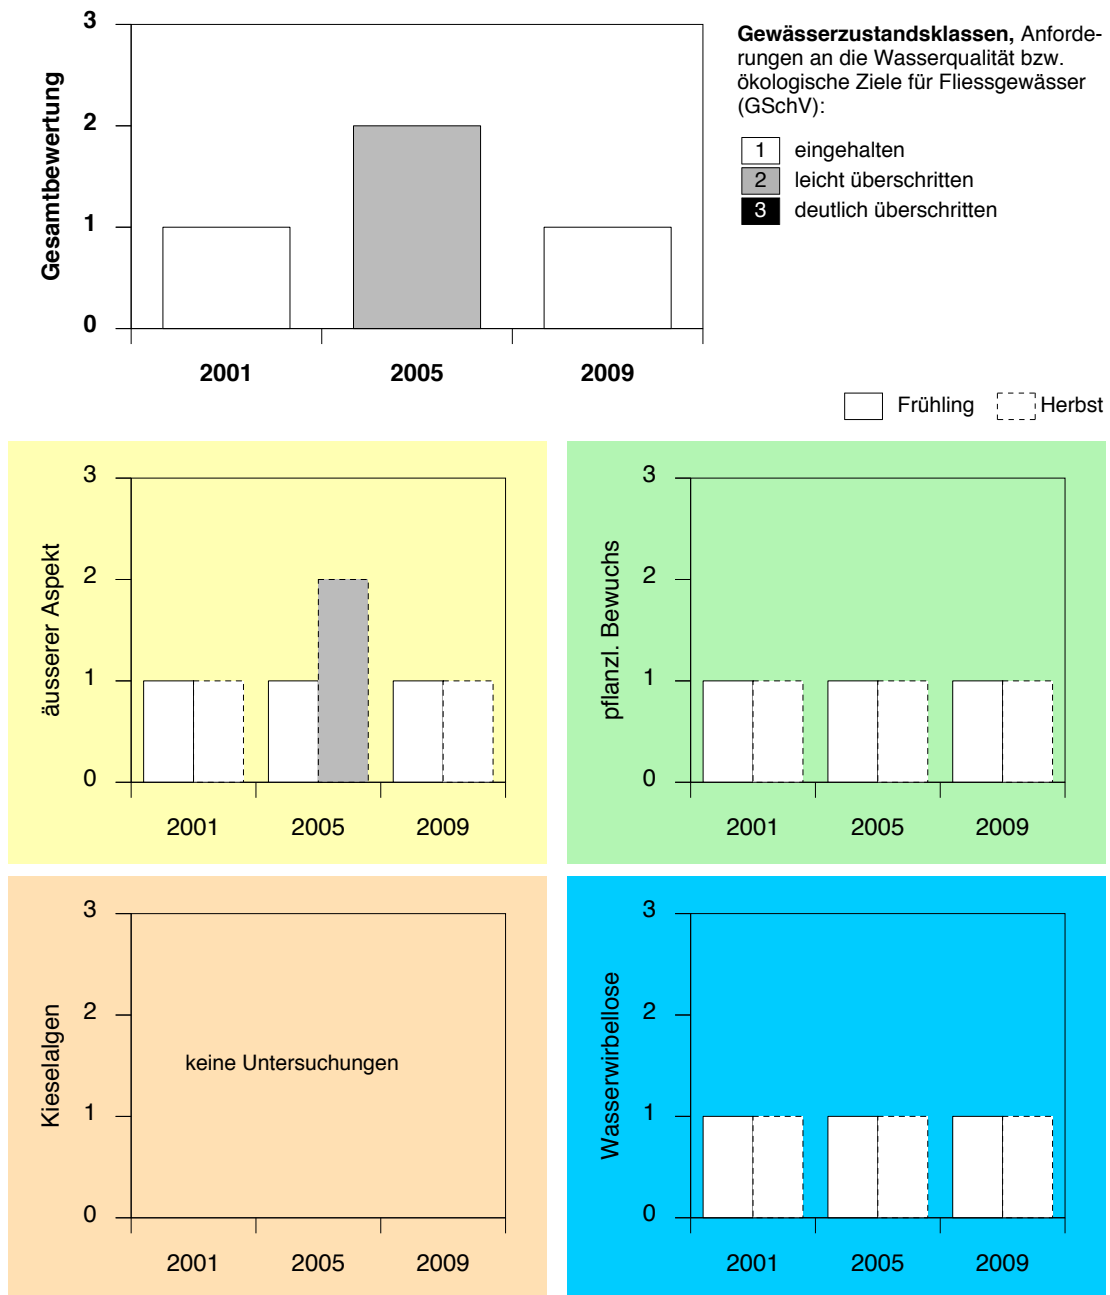 Gesamtbewertung
3
2
1
0
2001 2005 2009
Gewässerzustandsklassen, Anforde-
rungen an die Wasserqualität bzw.
ökologische Ziele für Fliessgewässer
(GSchV):
1 eingehalten
2 leicht überschritten
3 deutlich überschritten
Frühling Herbst
äusserer Aspekt
3
2
1
0
2001 2005 2009
pflanzl. Bewuchs
3
2
1
0
2001 2005 2009
Kieselalgen
3
2
1
0
keine Untersuchungen
2001 2005 2009
Wasserwirbellose
3
2
1
0
2001 2005 2009